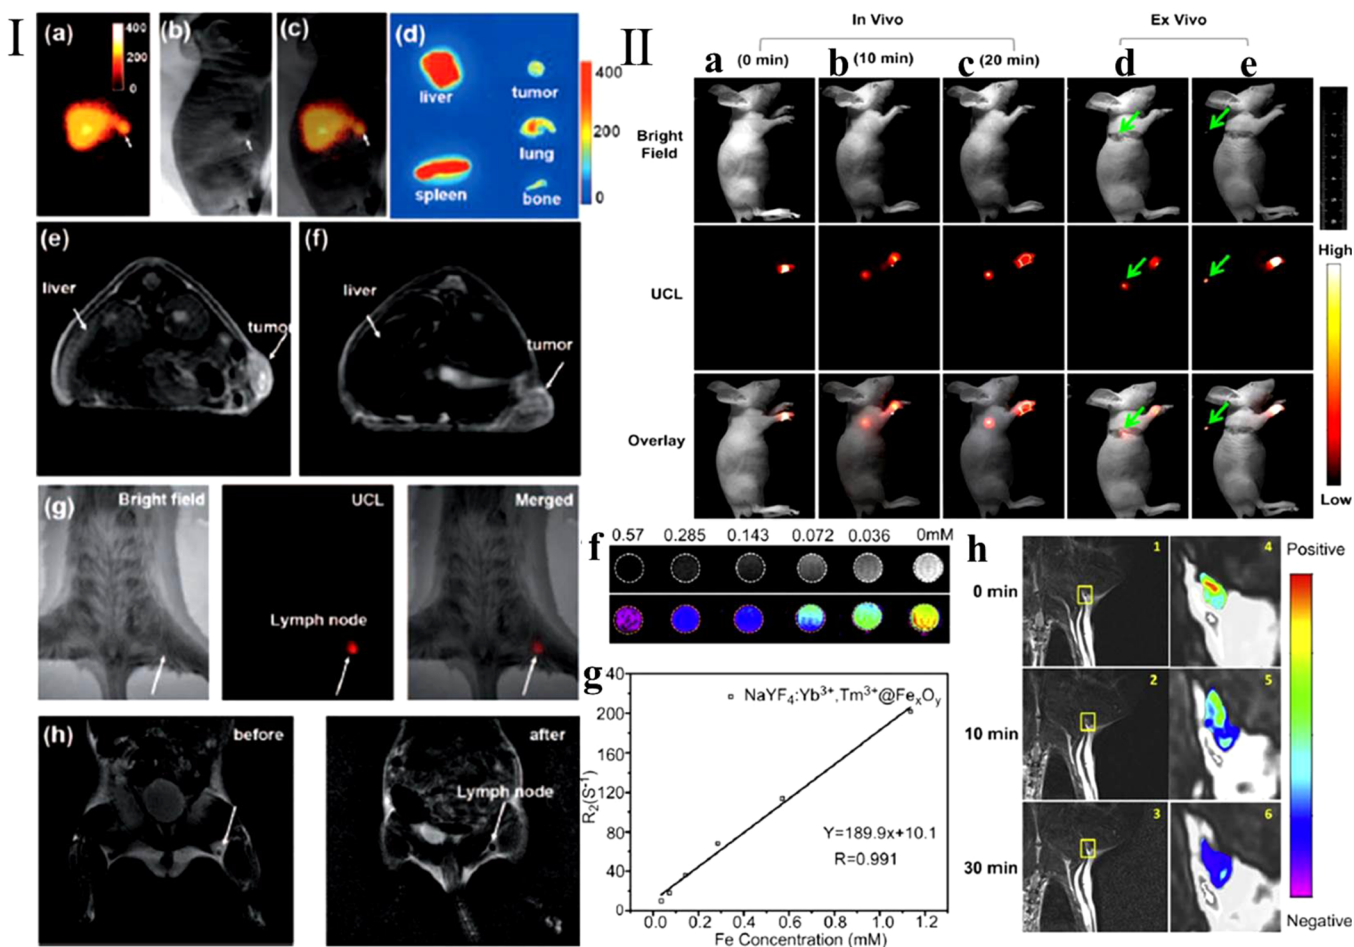 I
(a)
400
200
0
(b)
(c)
(d)
liver
tumor
lung
spleen
bone
400
200
0
(e)
liver
tumor
(f)
liver
tumor
(g)
Bright field
UCL
Lymph node
Merged
(h)
before
after
Lymph node
II
In Vivo
Ex Vivo
a (0 min)
b (10 min)
c (20 min)
d
e
Bright
Field
UCL
Overlay
High
Low
f
0.57 0.285 0.143 0.072 0.036 0mM
g
240
200
160
120
80
40
0
R2(S-1)
NaYF4:Yb3+,Tm3+@FexOy
Y=189.9x+10.1
R=0.991
0.0 0.2 0.4 0.6 0.8 1.0 1.2
Fe Concentration (mM)
h
0 min
1
4
10 min
2
5
30 min
3
6
Positive
Negative